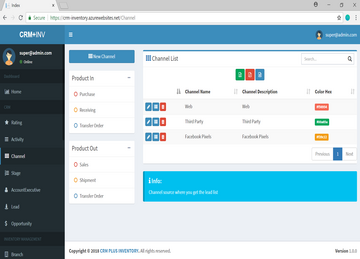 Index
Secure
https://crm-inventory.azurewebsites.net/Channel
CRM+INV
super@admin.com
super@admin.com
Online
Home
Rating
Activity
Channel
Stage
AccountExecutive
Lead
Opportunity
Branch
New Channel
Product in
Purchase
Receiving
Transfer Order
Product Out
Sales
Shipment
Transfer Order
Channel List
Search...
Channel Name
Channel Description
Color Hex
Web
Web
Third Party
Third Party
Facebook Pixels
Facebook Pixels
Previous
1
Next
Info:
Channel source where you get the lead list
Copyright © 2018 CRM PLUS INVENTORY. All rights reserved.
Version 2.0.0